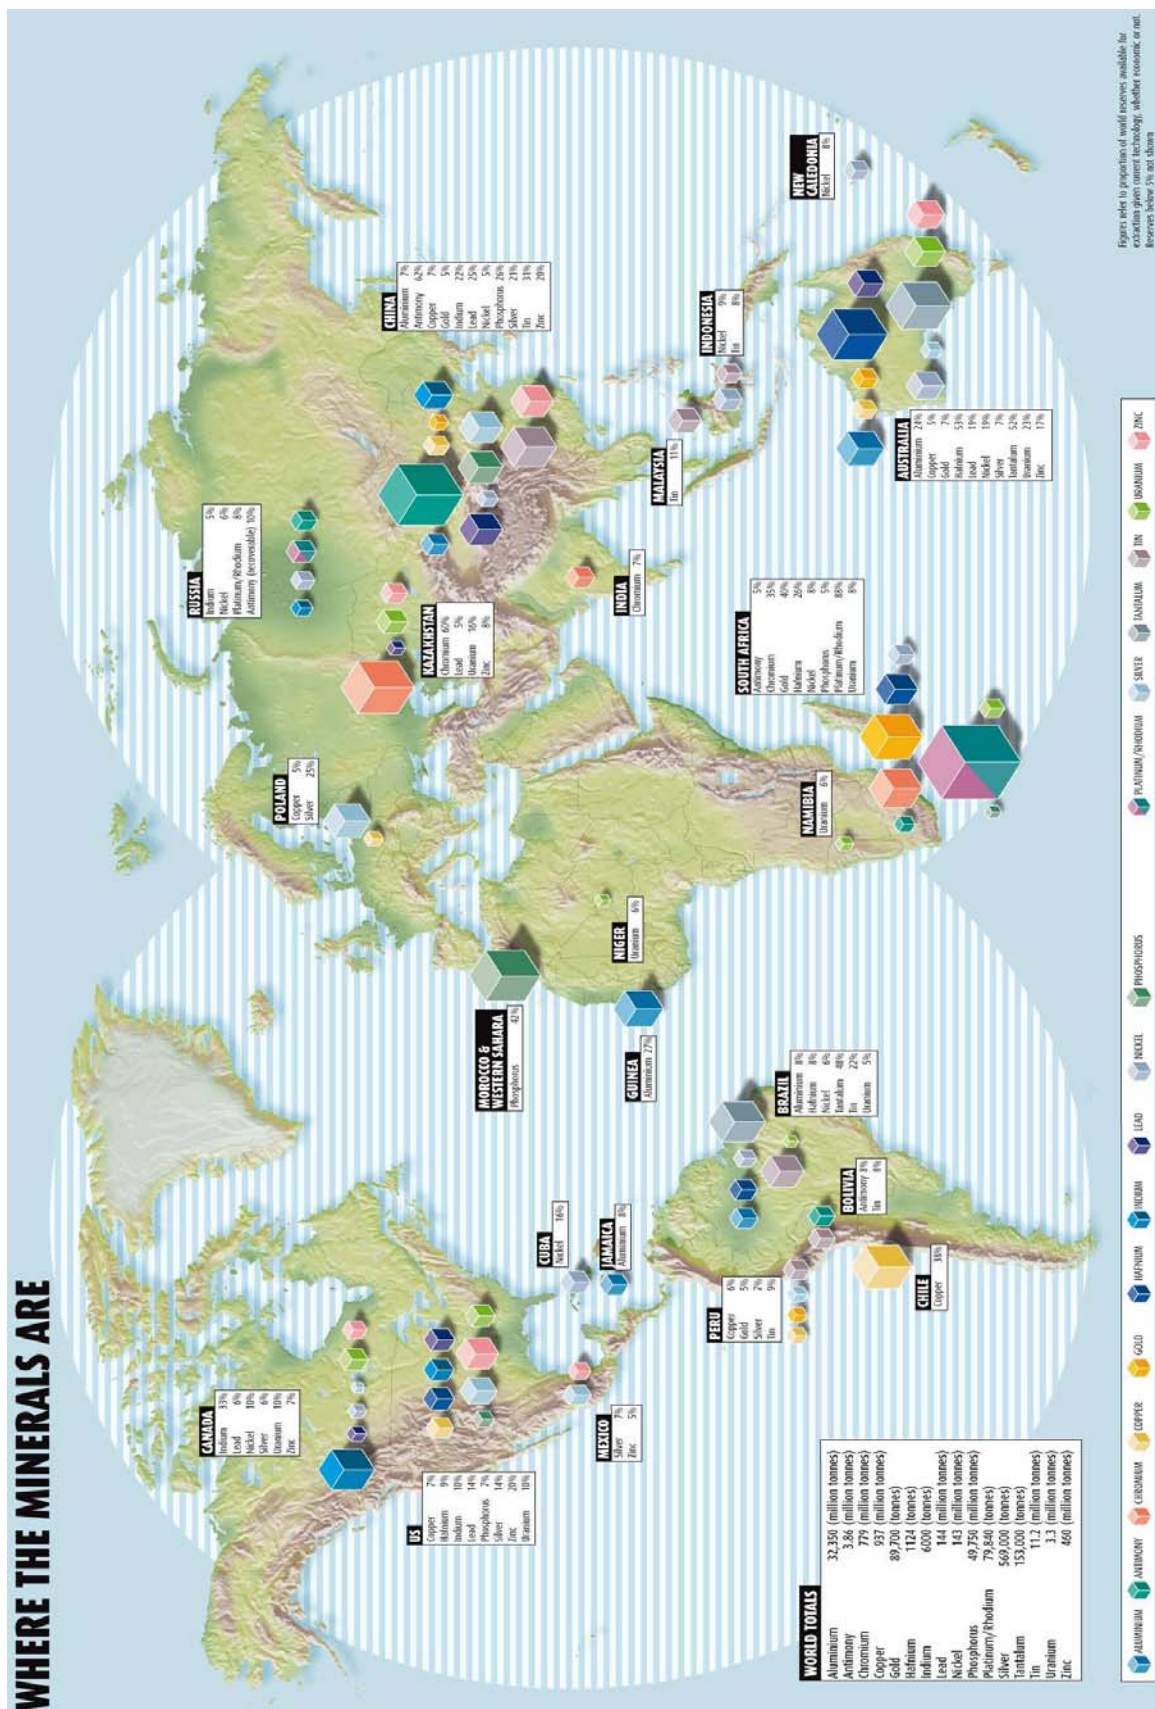 WHERE THE MINERALS ARE
CANADA
Indium 33%
Lead 6%
Nickel 10%
Silver 6%
Uranium 10%
Zinc 7%
US
Copper 7%
Hafnium 9%
Indium 10%
Lead 14%
Phosphorus 7%
Silver 14%
Zinc 20%
Uranium 10%
MEXICO
Silver 7%
Zinc 5%
CUBA
Nickel 16%
JAMAICA
Aluminium 8%
PERU
Copper 6%
Gold 5%
Silver 7%
Tin 9%
CHILE
Copper 38%
BOLIVIA
Antimony 8%
Tin 8%
BRAZIL
Aluminium 8%
Hafnium 8%
Nickel 6%
Tantalum 48%
Tin 22%
Uranium 5%
MOROCCO &
WESTERN SAHARA
Phosphorus 42%
GUINEA
Aluminium 27%
NIGER
Uranium 6%
NAMIBIA
Uranium 6%
SOUTH AFRICA
Antimony 5%
Chromium 35%
Gold 40%
Hafnium 26%
Nickel 8%
Phosphorus 5%
Platinum/Rhodium 88%
Uranium 8%
POLAND
Copper 5%
Silver 25%
RUSSIA
Indium 5%
Nickel 6%
Platinum/Rhodium 8%
Antimony (recoverable) 10%
KAZAKHSTAN
Chromium 60%
Lead 5%
Uranium 16%
Zinc 8%
INDIA
Chromium 7%
CHINA
Aluminium 7%
Antimony 62%
Copper 7%
Gold 5%
Indium 22%
Lead 25%
Nickel 5%
Phosphorus 26%
Silver 21%
Tin 31%
Zinc 20%
MALAYSIA
Tin 11%
INDONESIA
Nickel 9%
Tin 8%
NEW
CALEDONIA
Nickel 8%
AUSTRALIA
Aluminium 24%
Copper 5%
Gold 7%
Hafnium 53%
Lead 19%
Nickel 19%
Silver 7%
Tantalum 52%
Uranium 23%
Zinc 17%
WORLD TOTALS
Aluminium 32,350 (million tonnes)
Antimony 3.86 (million tonnes)
Chromium 779 (million tonnes)
Copper 937 (million tonnes)
Gold 89,700 (tonnes)
Hafnium 1124 (tonnes)
Indium 6000 (tonnes)
Lead 144 (million tonnes)
Nickel 143 (million tonnes)
Phosphorus 49,750 (million tonnes)
Platinum/Rhodium 79,840 (tonnes)
Silver 569,000 (tonnes)
Tantalum 153,000 (tonnes)
Tin 11.2 (million tonnes)
Uranium 3.3 (million tonnes)
Zinc 460 (million tonnes)
Figures refer to proportion of world reserves available for
extraction given current technology, whether economic or not.
Reserves below 5% not shown
ALUMINIUM ANTIMONY CHROMIUM COPPER GOLD HAFNIUM INDIUM LEAD NICKEL PHOSPHORUS PLATINUM/RHODIUM SILVER TANTALUM TIN URANIUM ZINC